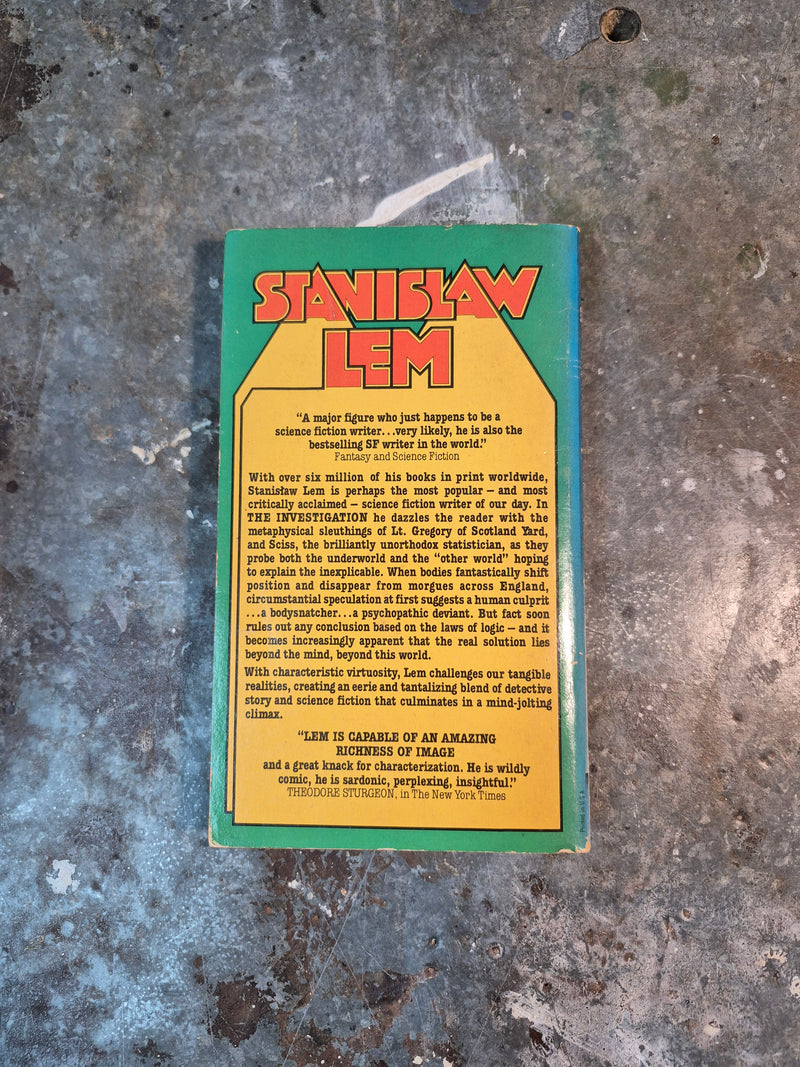 STANISŁAW
LEM
“A major figure who just happens to be a
science fiction writer...very likely, he is also the
bestselling SF writer in the world.”
Fantasy and Science Fiction
With over six million of his books in print worldwide,
Stanisław Lem is perhaps the most popular – and most
critically acclaimed – science fiction writer of our day. In
THE INVESTIGATION he dazzles the reader with the
metaphysical sleuthings of Lt. Gregory of Scotland Yard,
and Sciss, the brilliantly unorthodox statistician, as they
probe both the underworld and the “other world” hoping
to explain the inexplicable. When bodies fantastically shift
position and disappear from morgues across England,
circumstantial speculation at first suggests a human culprit
...a bodysnatcher...a psychopathic deviant. But fact soon
rules out any conclusion based on the laws of logic – and it
becomes increasingly apparent that the real solution lies
beyond the mind, beyond this world.
With characteristic virtuosity, Lem challenges our tangible
realities, creating an eerie and tantalizing blend of detective
story and science fiction that culminates in a mind-jolting
climax.
“LEM IS CAPABLE OF AN AMAZING
RICHNESS OF IMAGE
and a great knack for characterization. He is wildly
comic, he is sardonic, perplexing, insightful.”
THEODORE STURGEON, in The New York Times
Printed in U.S.A.